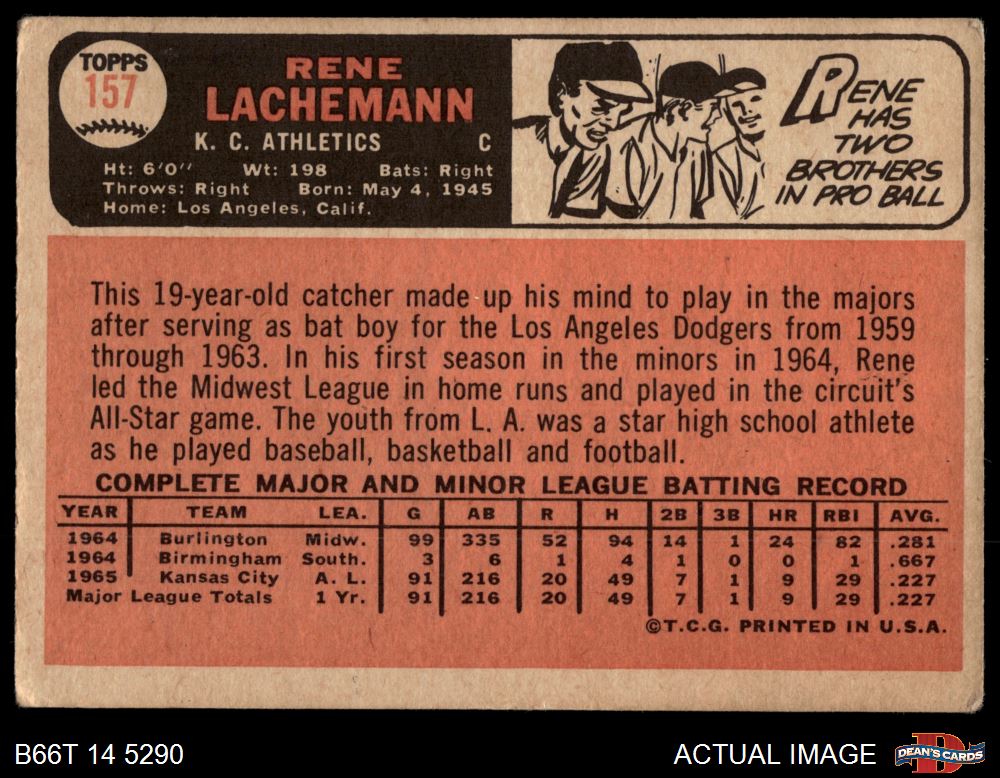 TOPPS
157
RENE
LACHEMANN
K. C. ATHLETICS C
Ht: 6'0'' Wt: 198 Bats: Right
Throws: Right Born: May 4, 1945
Home: Los Angeles, Calif.
RENE
HAS
TWO
BROTHERS
IN PRO BALL
This 19-year-old catcher made up his mind to play in the majors
after serving as bat boy for the Los Angeles Dodgers from 1959
through 1963. In his first season in the minors in 1964, Rene
led the Midwest League in home runs and played in the circuit's
All-Star game. The youth from L. A. was a star high school athlete
as he played baseball, basketball and football.
COMPLETE MAJOR AND MINOR LEAGUE BATTING RECORD
YEAR TEAM LEA. G AB R H 2B 3B HR RBI AVG.
1964 Burlington Midw. 99 335 52 94 14 1 24 82 .281
1964 Birmingham South. 3 6 1 4 1 0 0 1 .667
1965 Kansas City A. L. 91 216 20 49 7 1 9 29 .227
Major League Totals 1 Yr. 91 216 20 49 7 1 9 29 .227
©T.C.G. PRINTED IN U.S.A.
B66T 14 5290
ACTUAL IMAGE
DEAN'S CARDS